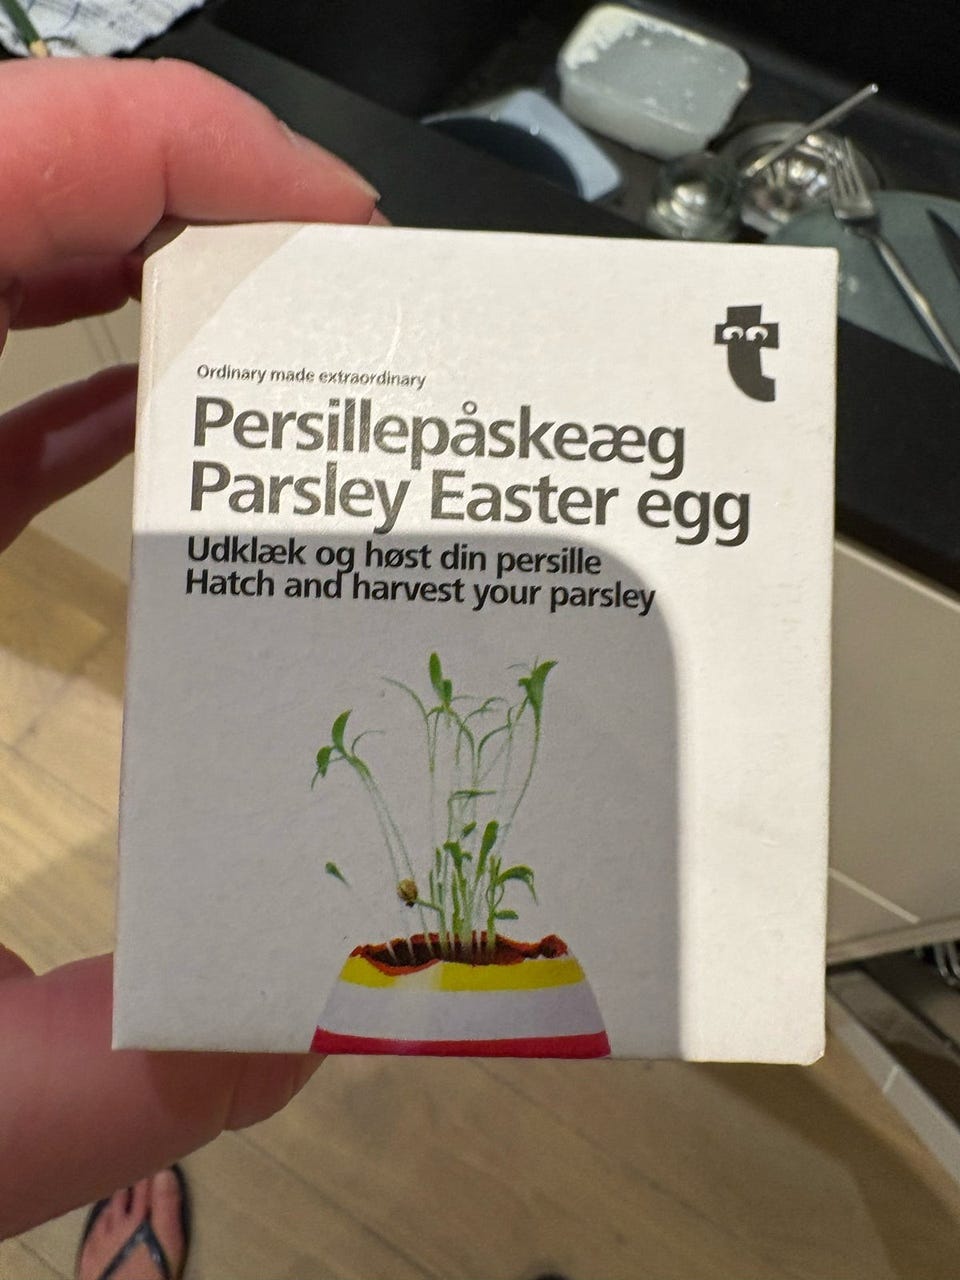 Ordinary made extraordinary
Persillepåskeæg
Parsley Easter egg
Udklæk og høst din persille
Hatch and harvest your parsley